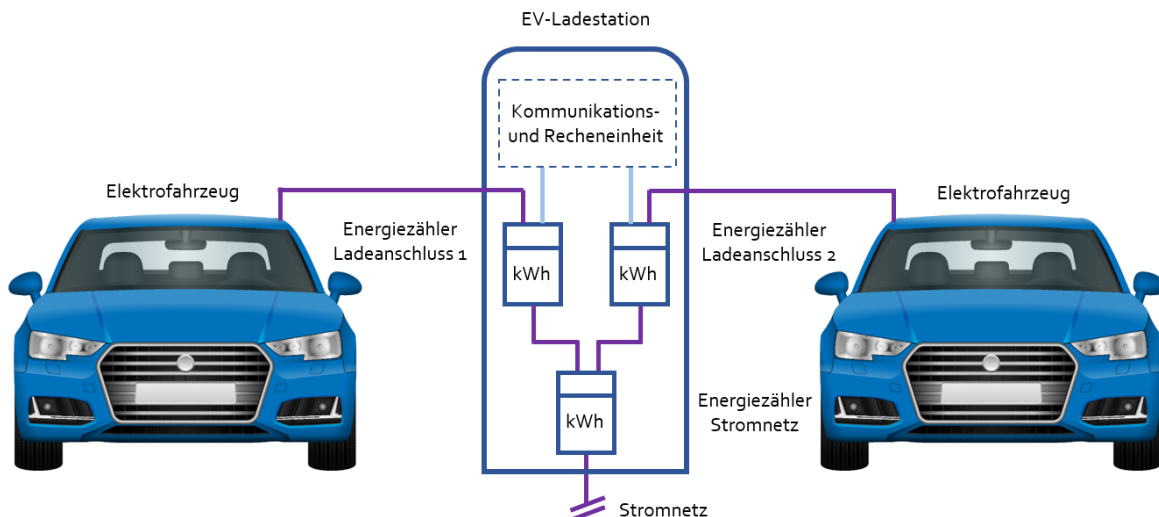 EV-Ladestation
Kommunikations-
und Recheneinheit
Elektrofahrzeug
Elektrofahrzeug
Energiezähler
Ladeanschluss 1
kWh
kWh
Energiezähler
Ladeanschluss 2
kWh
Energiezähler
Stromnetz
Stromnetz